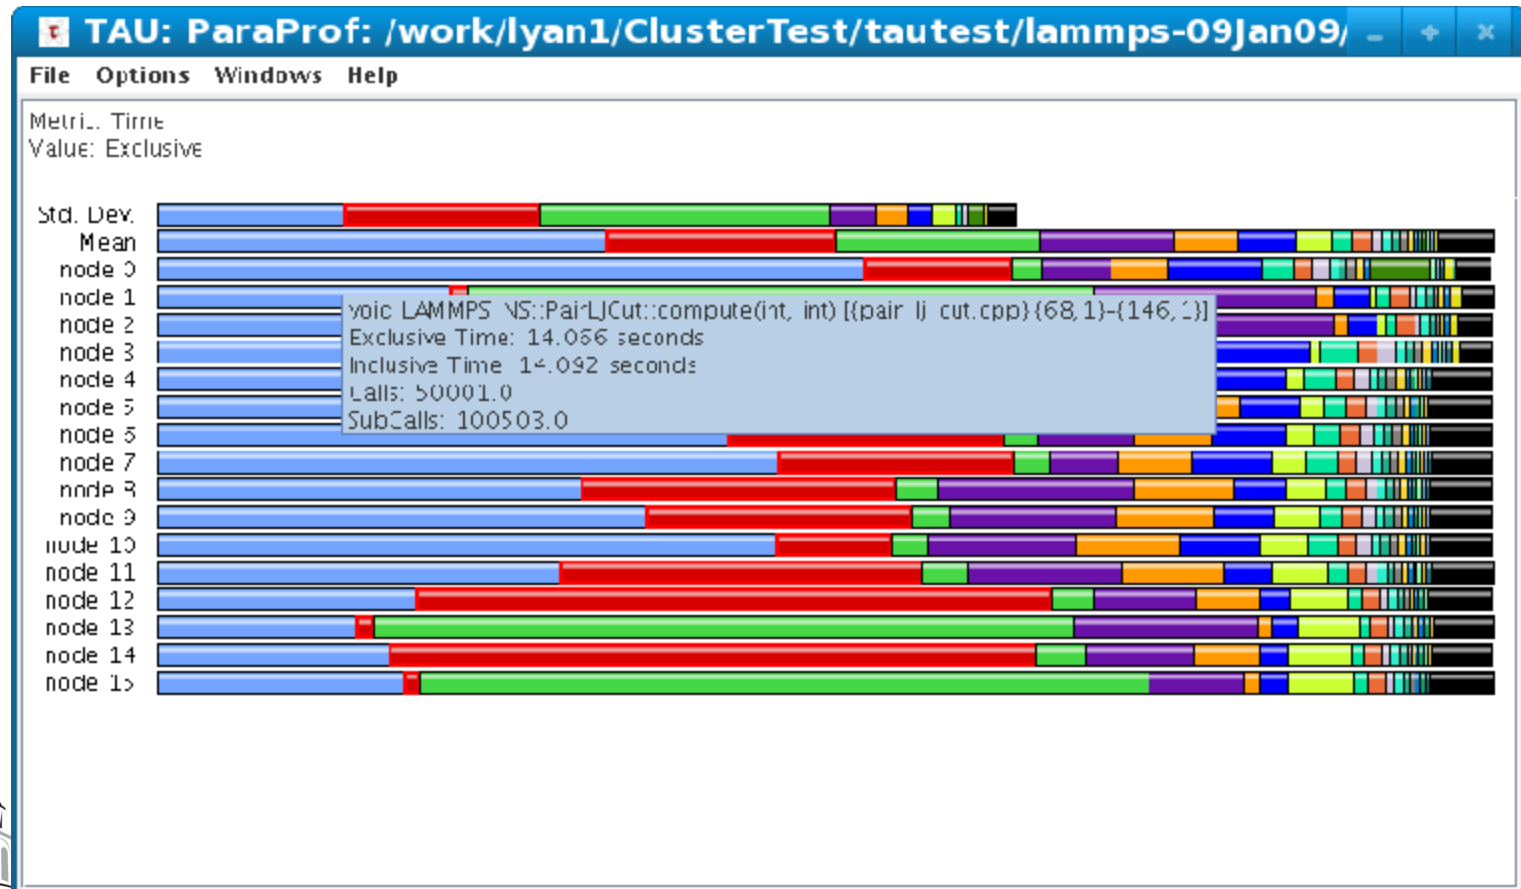 TAU: ParaProf: /work/lyan1/ClusterTest/tautest/lammps-09Jan09/
File Options Windows Help
Metric: Time
Value: Exclusive
Std. Dev.
Mean
node 0
node 1
node 2
node 3
node 4
node 5
node 6
node 7
node 8
node 9
node 10
node 11
node 12
node 13
node 14
node 15
void LAMMPS_NS::PairLJCut::compute(int, int) [{pair_lj_cut.cpp} {68,1}-{146,1}]
Exclusive Time: 14.066 seconds
Inclusive Time: 14.092 seconds
Calls: 50001.0
SubCalls: 100503.0